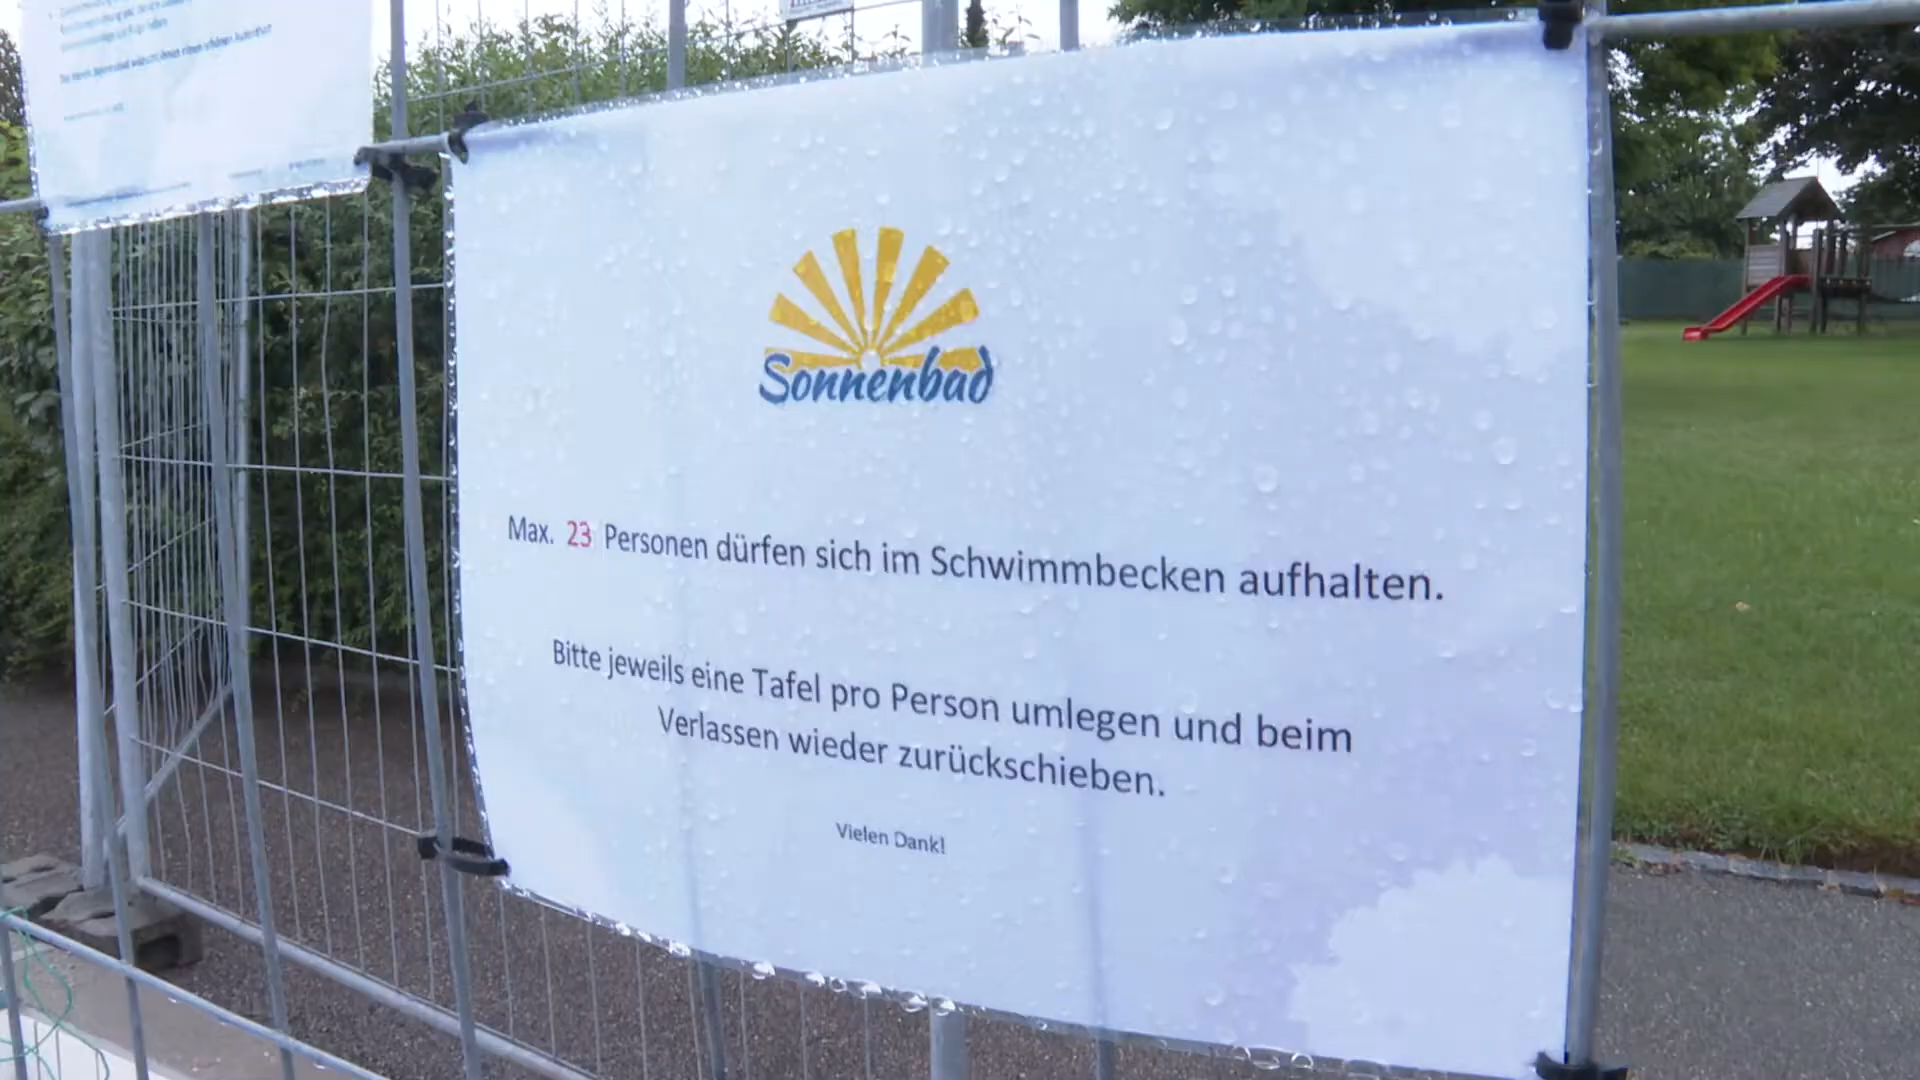 Sonnenbad
Max. 23 Personen dürfen sich im Schwimmbecken aufhalten.
Bitte jeweils eine Tafel pro Person umlegen und beim
Verlassen wieder zurückschieben.
Vielen Dank!